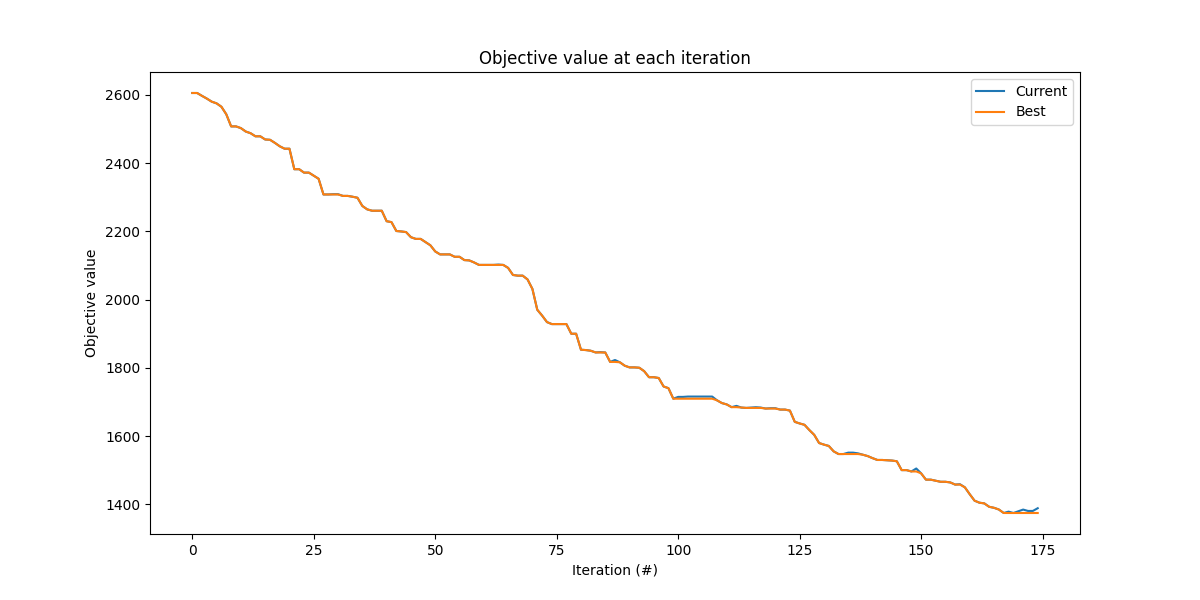 Objective value at each iteration
Current
Best
2600
2400
2200
2000
1800
1600
1400
Objective value
0 25 50 75 100 125 150 175
Iteration (#)